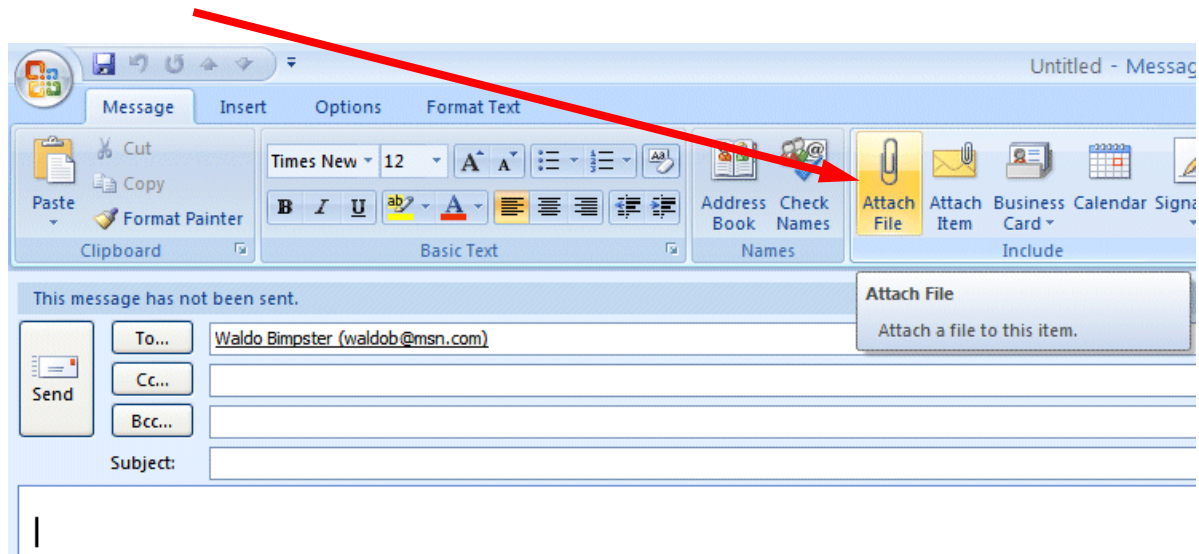 Untitled - Messag
Message Insert Options Format Text
Cut
Copy
Format Painter
Paste
Clipboard
Times New 12
A A Aa
B I U ab A
Basic Text
Address Book
Check Names
Names
Attach File
Attach Item
Business Card
Calendar
Signa
Include
Attach File
Attach a file to this item.
This message has not been sent.
Send
To... Waldo Bimpster (waldob@msn.com)
Cc...
Bcc...
Subject: